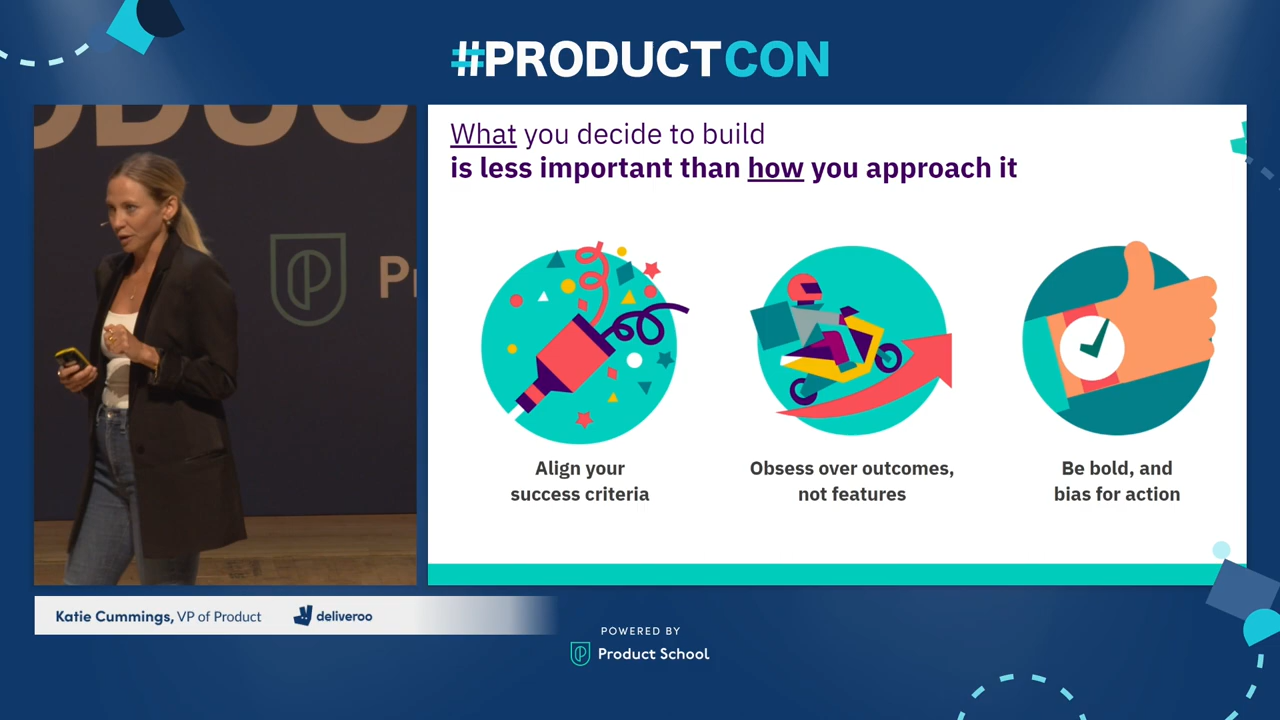 #PRODUCTCON
What you decide to build
is less important than how you approach it
Align your
success criteria
Obsess over outcomes,
not features
Be bold, and
bias for action
Katie Cummings, VP of Product
deliveroo
POWERED BY
Product School